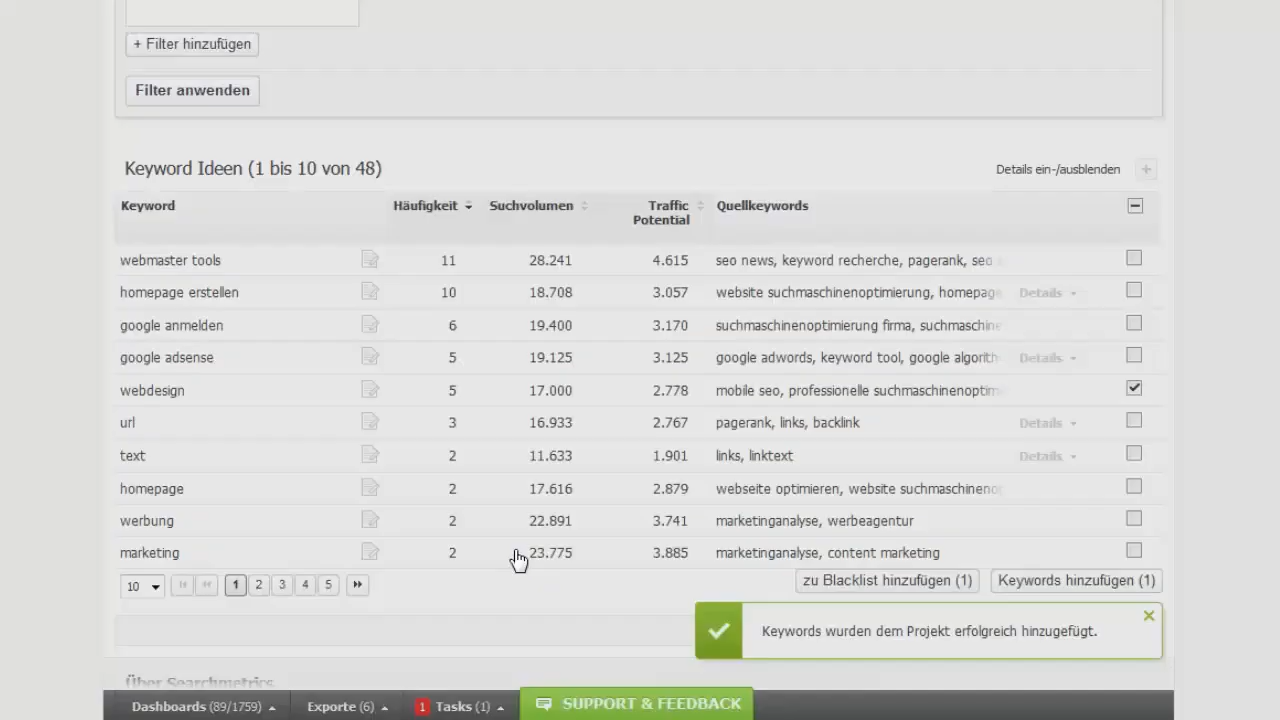 + Filter hinzufügen
Filter anwenden
Keyword Ideen (1 bis 10 von 48)
Details ein-/ausblenden +
Keyword Häufigkeit Suchvolumen Traffic Potential Quellkeywords
webmaster tools 11 28.241 4.615 seo news, keyword recherche, pagerank, seo
homepage erstellen 10 18.708 3.057 website suchmaschinenoptimierung, homepage Details
google anmelden 6 19.400 3.170 suchmaschinenoptimierung firma, suchmaschine
google adsense 5 19.125 3.125 google adwords, keyword tool, google algorith Details
webdesign 5 17.000 2.778 mobile seo, professionelle suchmaschinenoptim
url 3 16.933 2.767 pagerank, links, backlink Details
text 2 11.633 1.901 links, linktext Details
homepage 2 17.616 2.879 webseite optimieren, website suchmaschineno
werbung 2 22.891 3.741 marketinganalyse, werbeagentur
marketing 2 23.775 3.885 marketinganalyse, content marketing
10 1 2 3 4 5 zu Blacklist hinzufügen (1) Keywords hinzufügen (1)
Keywords wurden dem Projekt erfolgreich hinzugefügt.
Über Searchmetrics
Dashboards (89/1759) Exporte (6) 1 Tasks (1) SUPPORT & FEEDBACK